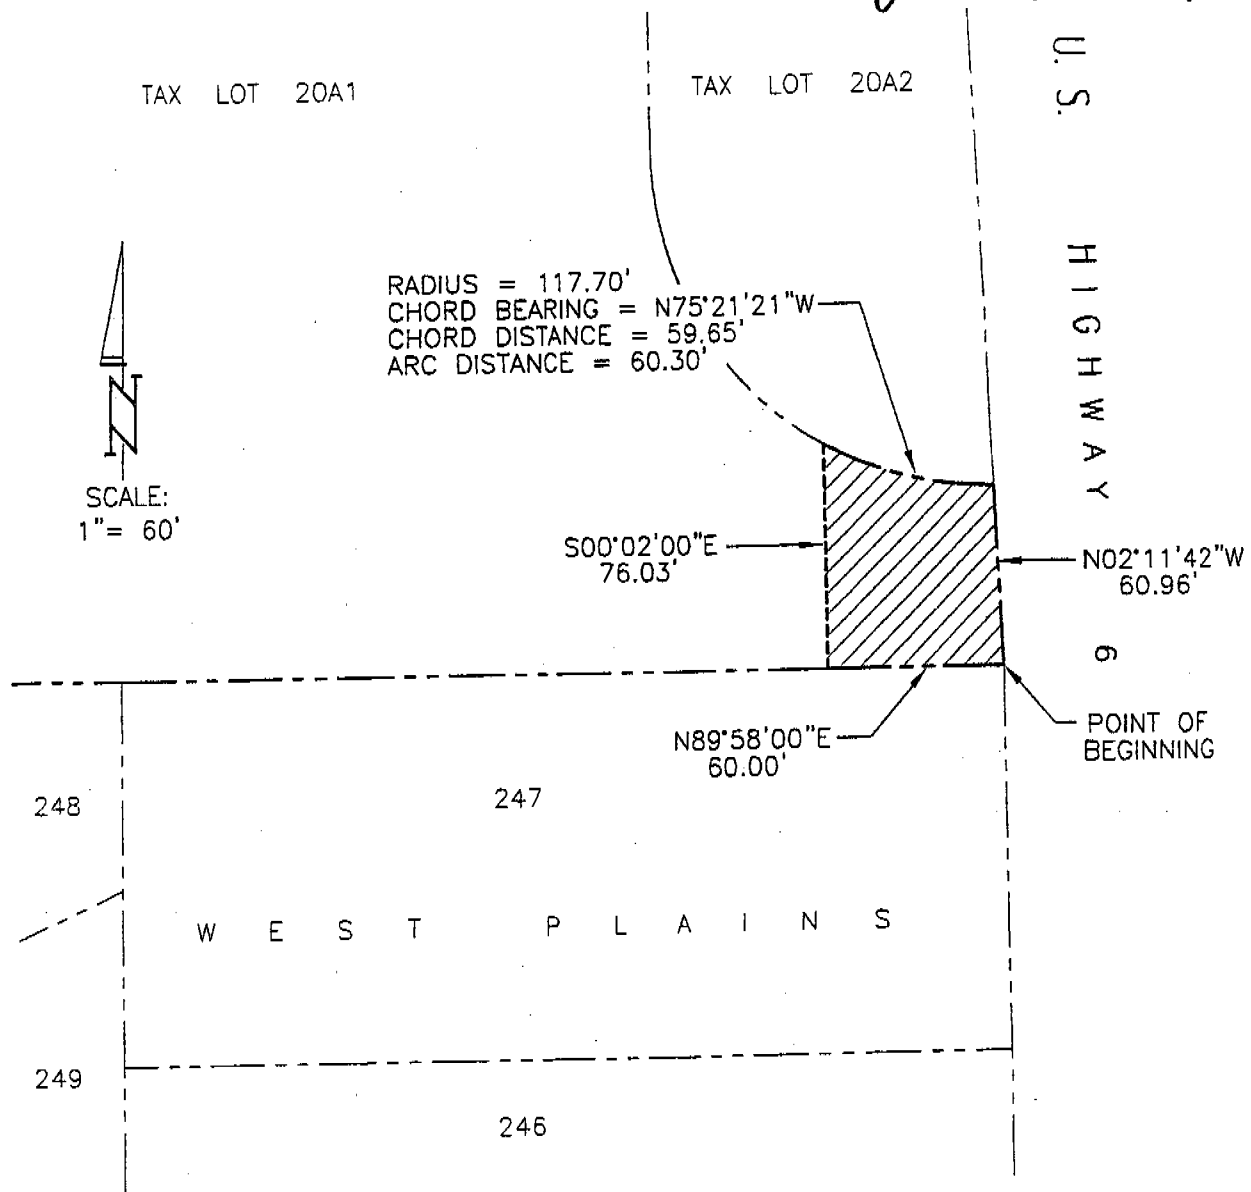 TAX LOT 20A1
TAX LOT 20A2
U.S. HIGHWAY 6
RADIUS = 117.70'
CHORD BEARING = N75°21'21"W
CHORD DISTANCE = 59.65'
ARC DISTANCE = 60.30'
N
SCALE:
1"= 60'
S00°02'00"E
76.03'
N02°11'42"W
60.96'
N89°58'00"E
60.00'
POINT OF
BEGINNING
248
247
WEST PLAINS
249
246